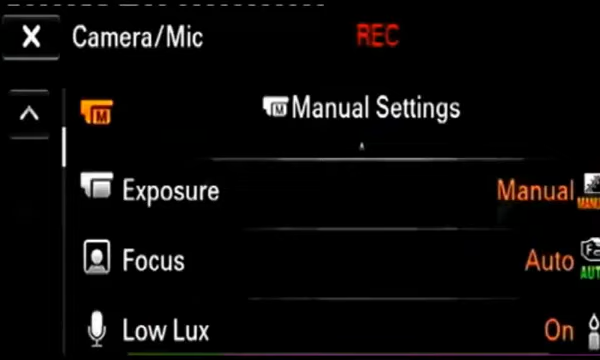 X Camera/Mic REC
M M Manual Settings
Exposure Manual
Focus Auto
Low Lux On